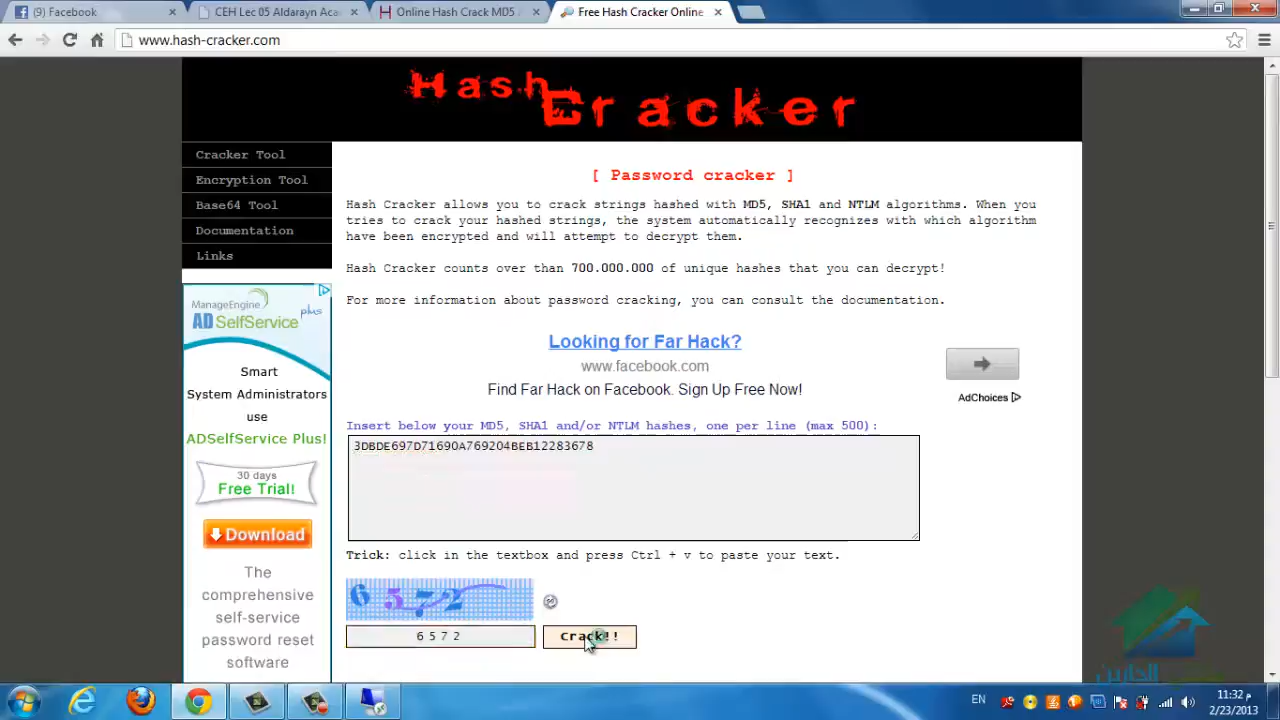 (9) Facebook
CEH Lec 05 Aldarayn Aca
Online Hash Crack MD5
Free Hash Cracker Online
www.hash-cracker.com
Hash
Cracker
Cracker Tool
Encryption Tool
Base64 Tool
Documentation
Links
[ Password cracker ]
Hash Cracker allows you to crack strings hashed with MD5, SHA1 and NTLM algorithms. When you
tries to crack your hashed strings, the system automatically recognizes with which algorithm
have been encrypted and will attempt to decrypt them.
Hash Cracker counts over than 700.000.000 of unique hashes that you can decrypt!
For more information about password cracking, you can consult the documentation.
ManageEngine
ADSelfService plus
Smart
System Administrators
use
ADSelfService Plus!
30 days
Free Trial!
Download
The
comprehensive
self-service
password reset
software
Looking for Far Hack?
www.facebook.com
Find Far Hack on Facebook. Sign Up Free Now!
AdChoices
Insert below your MD5, SHA1 and/or NTLM hashes, one per line (max 500):
3DBDE697D71690A769204BEB12283678
Trick: click in the textbox and press Ctrl + v to paste your text.
6572
6572
Crack!!
EN
11:32 م
2/23/2013